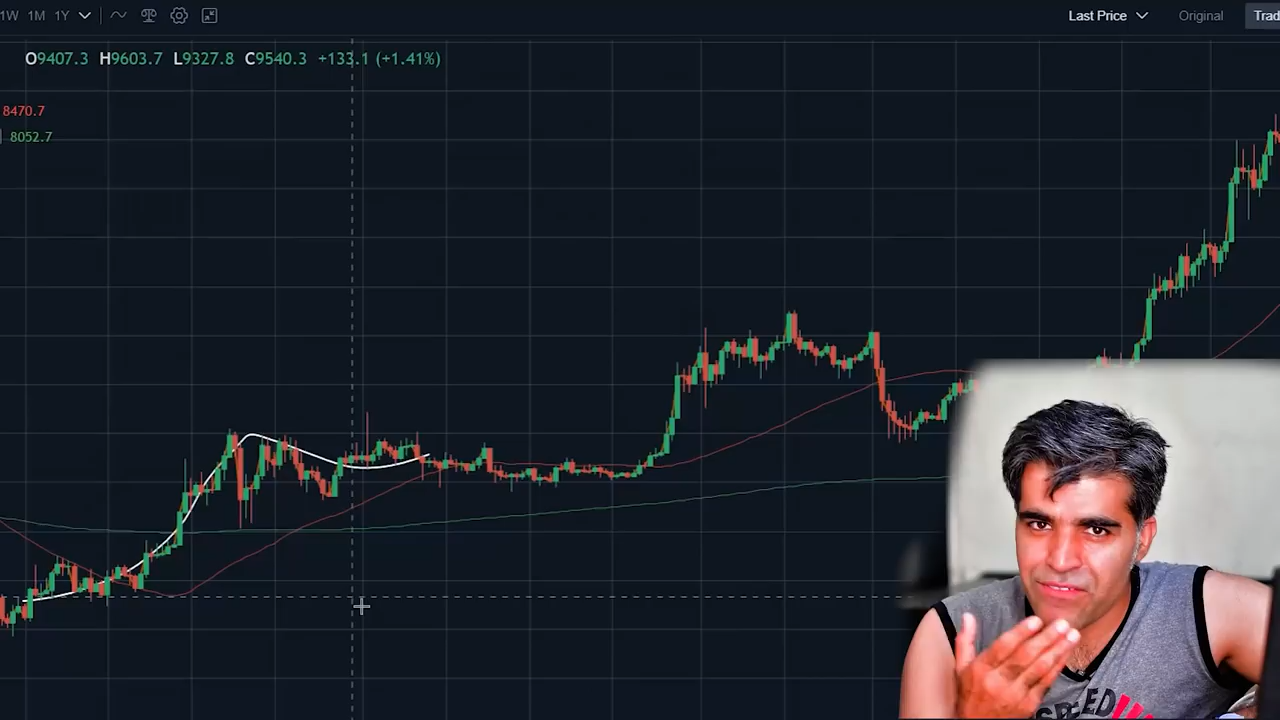 1W 1M 1Y Last Price Original Trad
O9407.3 H9603.7 L9327.8 C9540.3 +133.1 (+1.41%)
8470.7
8052.7
SPEED